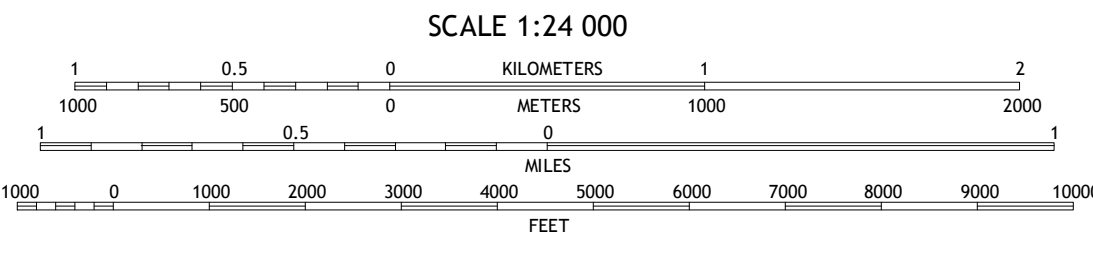 SCALE 1:24 000
1 0.5 0 KILOMETERS 1 2
1000 500 0 METERS 1000 2000
1 0.5 0 1
MILES
1000 0 1000 2000 3000 4000 5000 6000 7000 8000 9000 10000
FEET